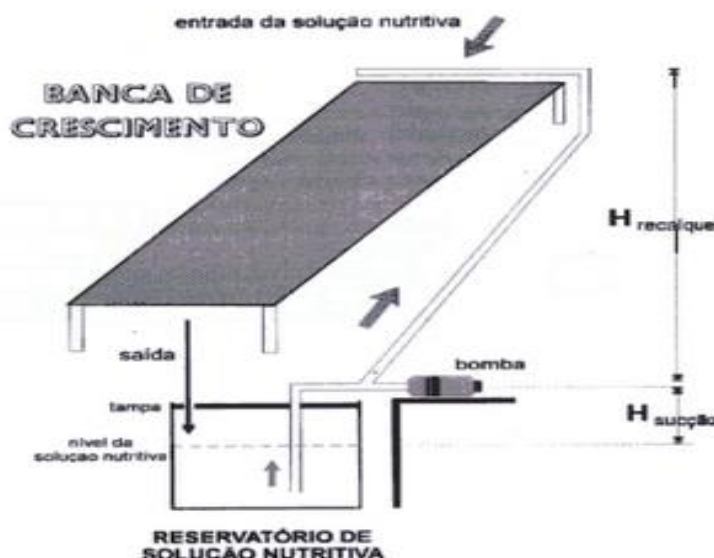 entrada da solução nutritiva
BANCA DE
CRESCIMENTO
H recalque
saída
bomba
tampa
H sucção
nível da
solução nutritiva
RESERVATÓRIO DE
SOLUÇÃO NUTRITIVA